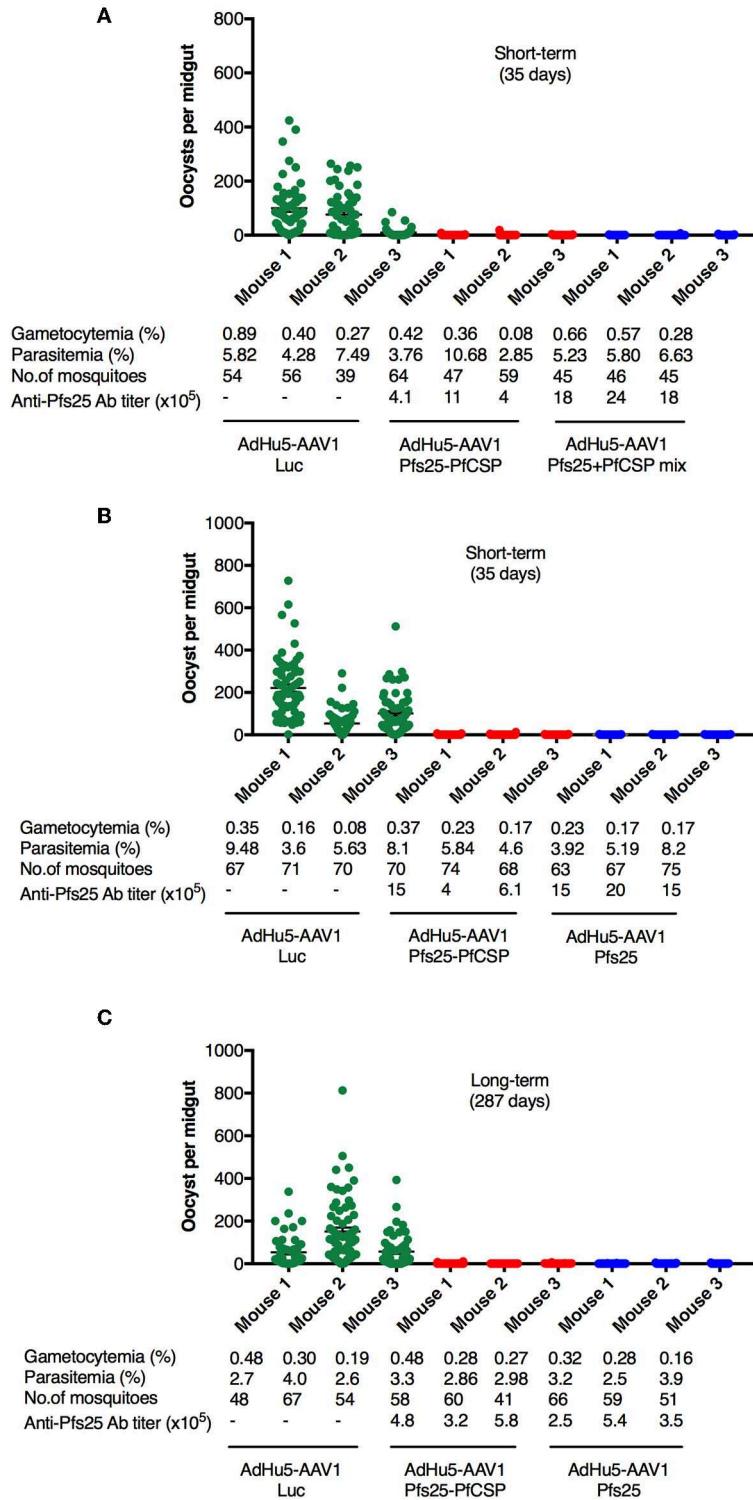 A
800
600
400
200
0
Oocysts per midgut
Short-term
(35 days)
Mouse 1 Mouse 2 Mouse 3 Mouse 1 Mouse 2 Mouse 3 Mouse 1 Mouse 2 Mouse 3
Gametocytemia (%) 0.89 0.40 0.27 0.42 0.36 0.08 0.66 0.57 0.28
Parasitemia (%) 5.82 4.28 7.49 3.76 10.68 2.85 5.23 5.80 6.63
No.of mosquitoes 54 56 39 64 47 59 45 46 45
Anti-Pfs25 Ab titer (x10⁵) - - - 4.1 11 4 18 24 18
AdHu5-AAV1 AdHu5-AAV1 AdHu5-AAV1
Luc Pfs25-PfCSP Pfs25+PfCSP mix
B
1000
800
600
400
200
0
Oocyst per midgut
Short-term
(35 days)
Mouse 1 Mouse 2 Mouse 3 Mouse 1 Mouse 2 Mouse 3 Mouse 1 Mouse 2 Mouse 3
Gametocytemia (%) 0.35 0.16 0.08 0.37 0.23 0.17 0.23 0.17 0.17
Parasitemia (%) 9.48 3.6 5.63 8.1 5.84 4.6 3.92 5.19 8.2
No.of mosquitoes 67 71 70 70 74 68 63 67 75
Anti-Pfs25 Ab titer (x10⁵) - - - 15 4 6.1 15 20 15
AdHu5-AAV1 AdHu5-AAV1 AdHu5-AAV1
Luc Pfs25-PfCSP Pfs25
C
1000
800
600
400
200
0
Oocyst per midgut
Long-term
(287 days)
Mouse 1 Mouse 2 Mouse 3 Mouse 1 Mouse 2 Mouse 3 Mouse 1 Mouse 2 Mouse 3
Gametocytemia (%) 0.48 0.30 0.19 0.48 0.28 0.27 0.32 0.28 0.16
Parasitemia (%) 2.7 4.0 2.6 3.3 2.86 2.98 3.2 2.5 3.9
No.of mosquitoes 48 67 54 58 60 41 66 59 51
Anti-Pfs25 Ab titer (x10⁵) - - - 4.8 3.2 5.8 2.5 5.4 3.5
AdHu5-AAV1 AdHu5-AAV1 AdHu5-AAV1
Luc Pfs25-PfCSP Pfs25